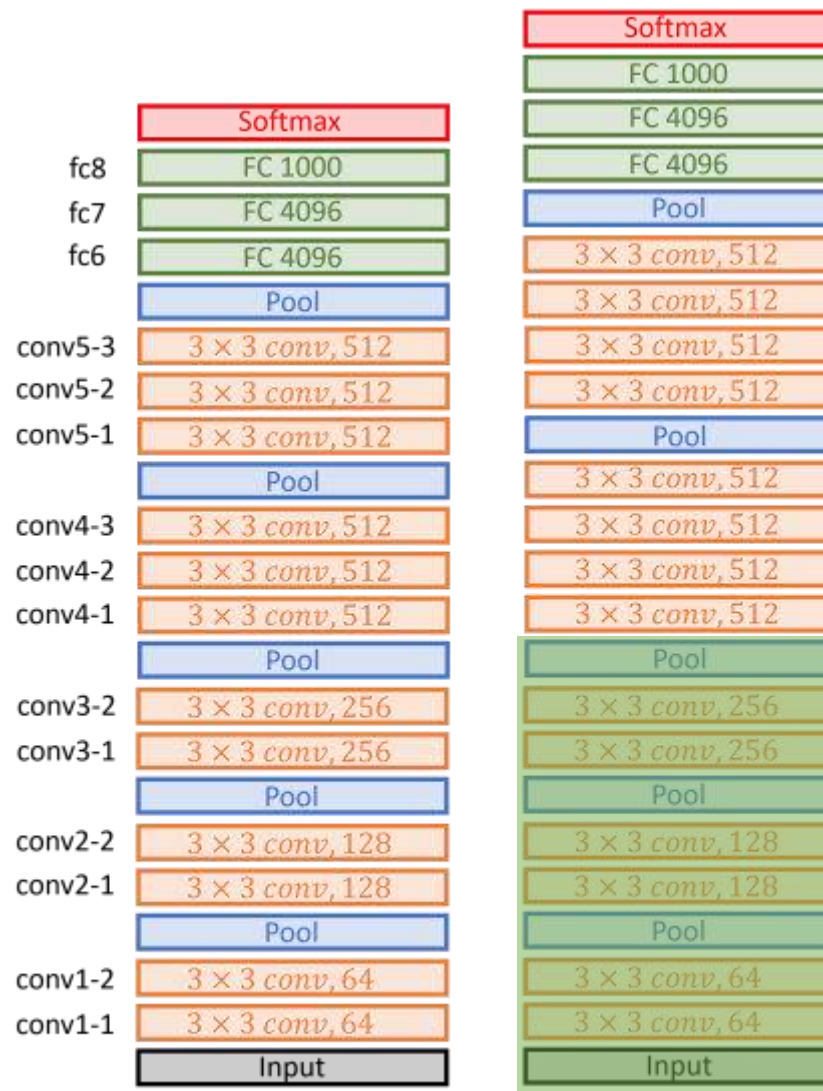 Softmax
fc8 FC 1000
fc7 FC 4096
fc6 FC 4096
Pool
conv5-3 3 × 3 conv, 512
conv5-2 3 × 3 conv, 512
conv5-1 3 × 3 conv, 512
Pool
conv4-3 3 × 3 conv, 512
conv4-2 3 × 3 conv, 512
conv4-1 3 × 3 conv, 512
Pool
conv3-2 3 × 3 conv, 256
conv3-1 3 × 3 conv, 256
Pool
conv2-2 3 × 3 conv, 128
conv2-1 3 × 3 conv, 128
Pool
conv1-2 3 × 3 conv, 64
conv1-1 3 × 3 conv, 64
Input
Softmax
FC 1000
FC 4096
FC 4096
Pool
3 × 3 conv, 512
3 × 3 conv, 512
3 × 3 conv, 512
3 × 3 conv, 512
Pool
3 × 3 conv, 512
3 × 3 conv, 512
3 × 3 conv, 512
3 × 3 conv, 512
Pool
3 × 3 conv, 256
3 × 3 conv, 256
Pool
3 × 3 conv, 128
3 × 3 conv, 128
Pool
3 × 3 conv, 64
3 × 3 conv, 64
Input